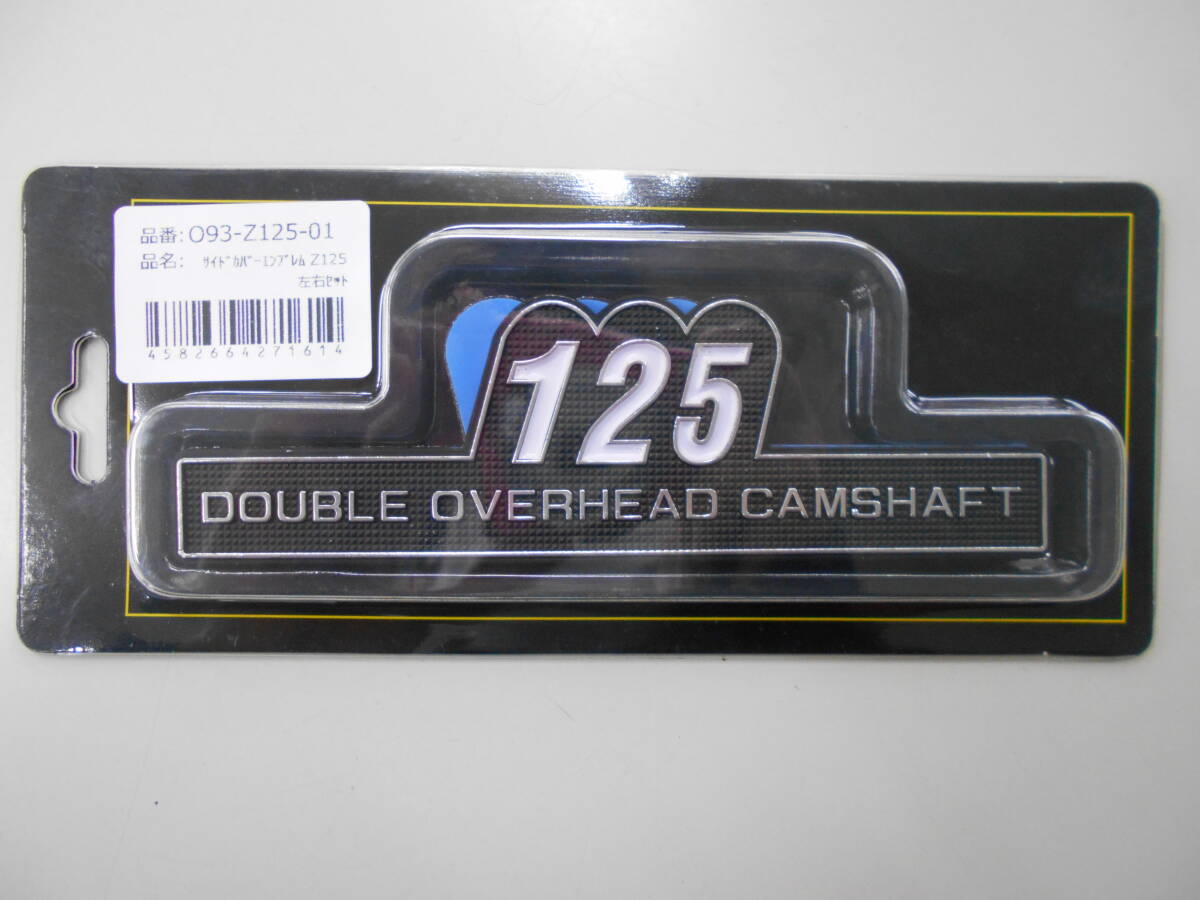 品番:O93-Z125-01
品名: ｻｲﾄﾞｶﾊﾞｰｴﾝﾌﾞﾚﾑ Z125
左右ｾｯﾄ
4582664271614
125
DOUBLE OVERHEAD CAMSHAFT